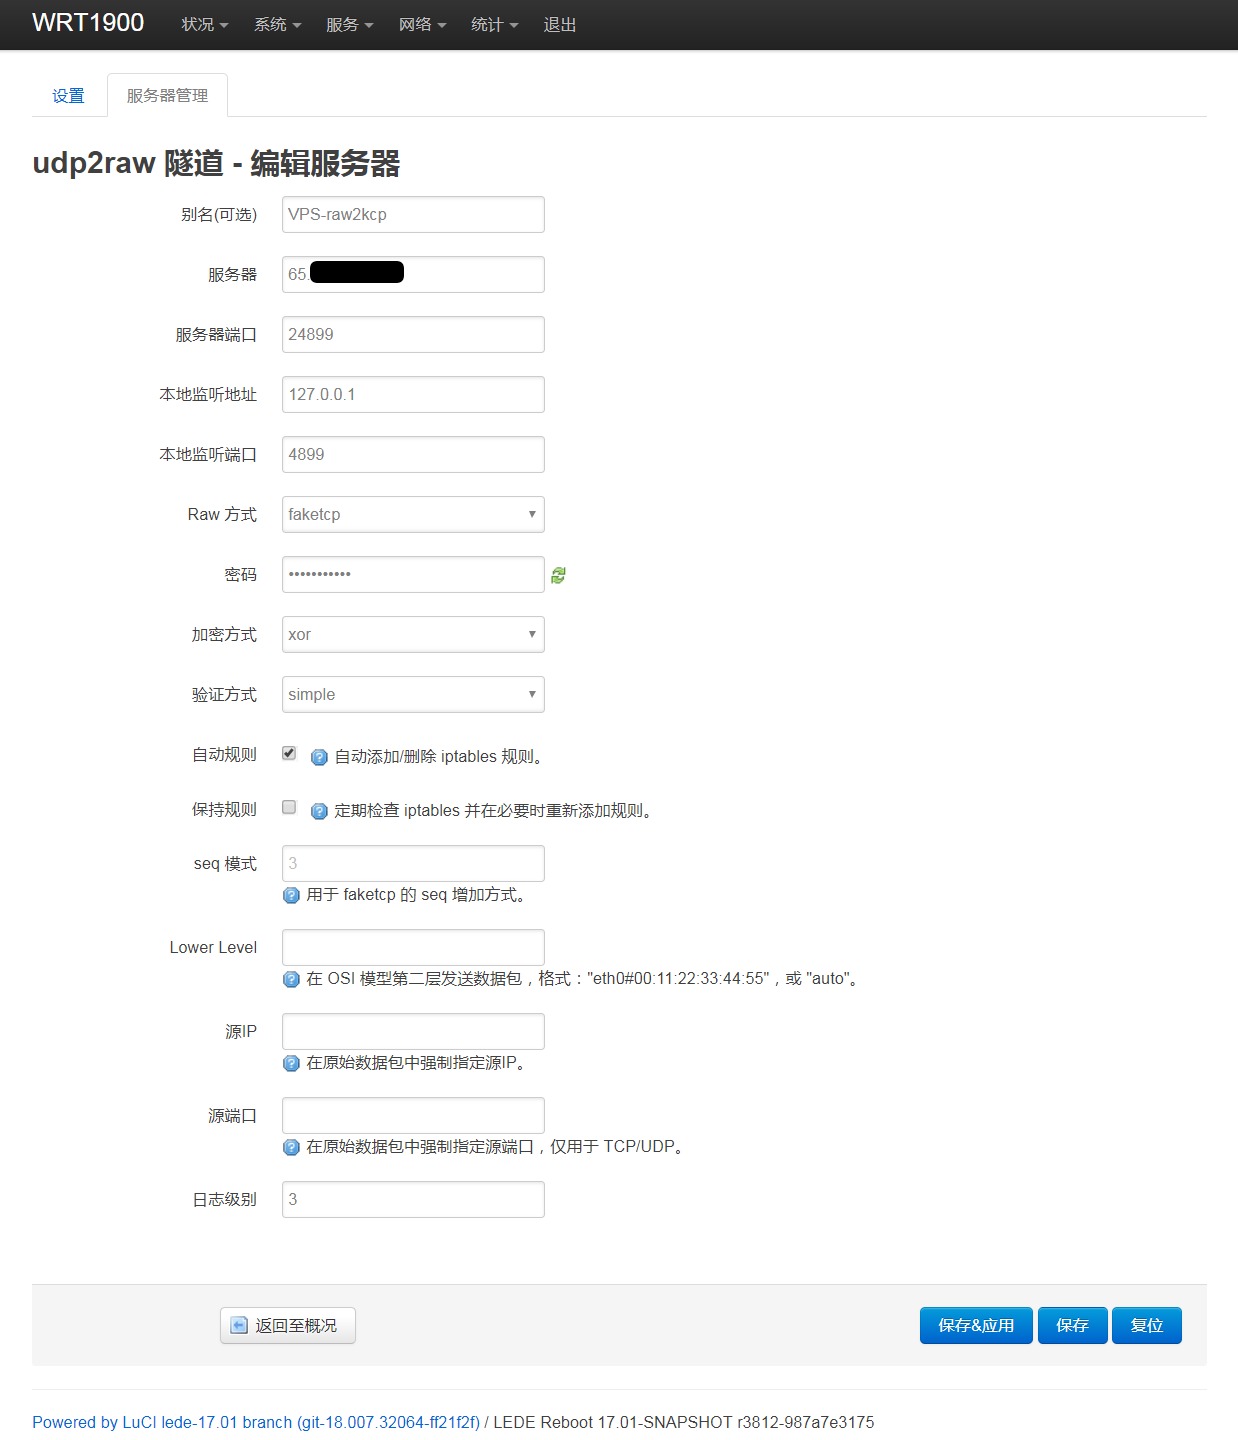 WRT1900 状况 系统 服务 网络 统计 退出
设置 服务器管理
udp2raw 隧道 - 编辑服务器
别名(可选) VPS-raw2kcp
服务器 65.
服务器端口 24899
本地监听地址 127.0.0.1
本地监听端口 4899
Raw 方式 faketcp
密码 •••••••••••
加密方式 xor
验证方式 simple
自动规则 自动添加/删除 iptables 规则。
保持规则 定期检查 iptables 并在必要时重新添加规则。
seq 模式 3
用于 faketcp 的 seq 增加方式。
Lower Level
在 OSI 模型第二层发送数据包，格式："eth0#00:11:22:33:44:55"，或 "auto"。
源IP
在原始数据包中强制指定源IP。
源端口
在原始数据包中强制指定源端口，仅用于 TCP/UDP。
日志级别 3
返回至概况 保存&应用 保存 复位
Powered by LuCI lede-17.01 branch (git-18.007.32064-ff21f2f) / LEDE Reboot 17.01-SNAPSHOT r3812-987a7e3175